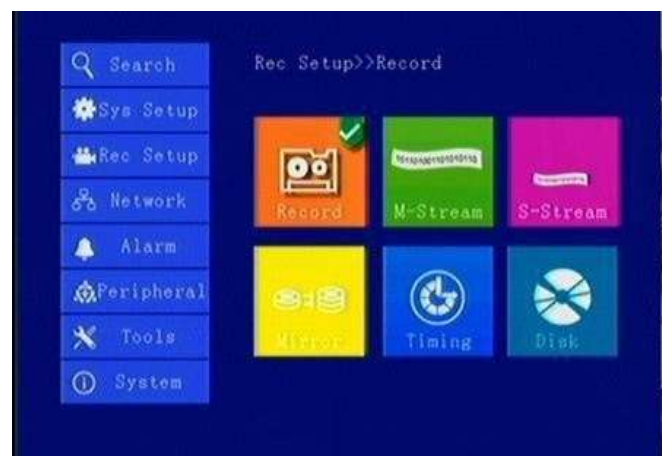 Search
Sys Setup
Rec Setup
Network
Alarm
Peripheral
Tools
System
Rec Setup>>Record
Record
M-Stream
S-Stream
Mirror
Timing
Disk